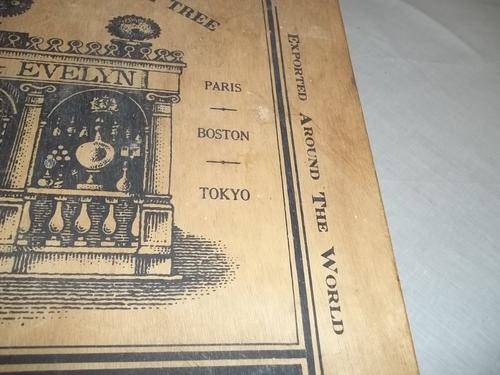 TREE
EVELYN
PARIS
BOSTON
TOKYO
EXPORTED AROUND THE WORLD